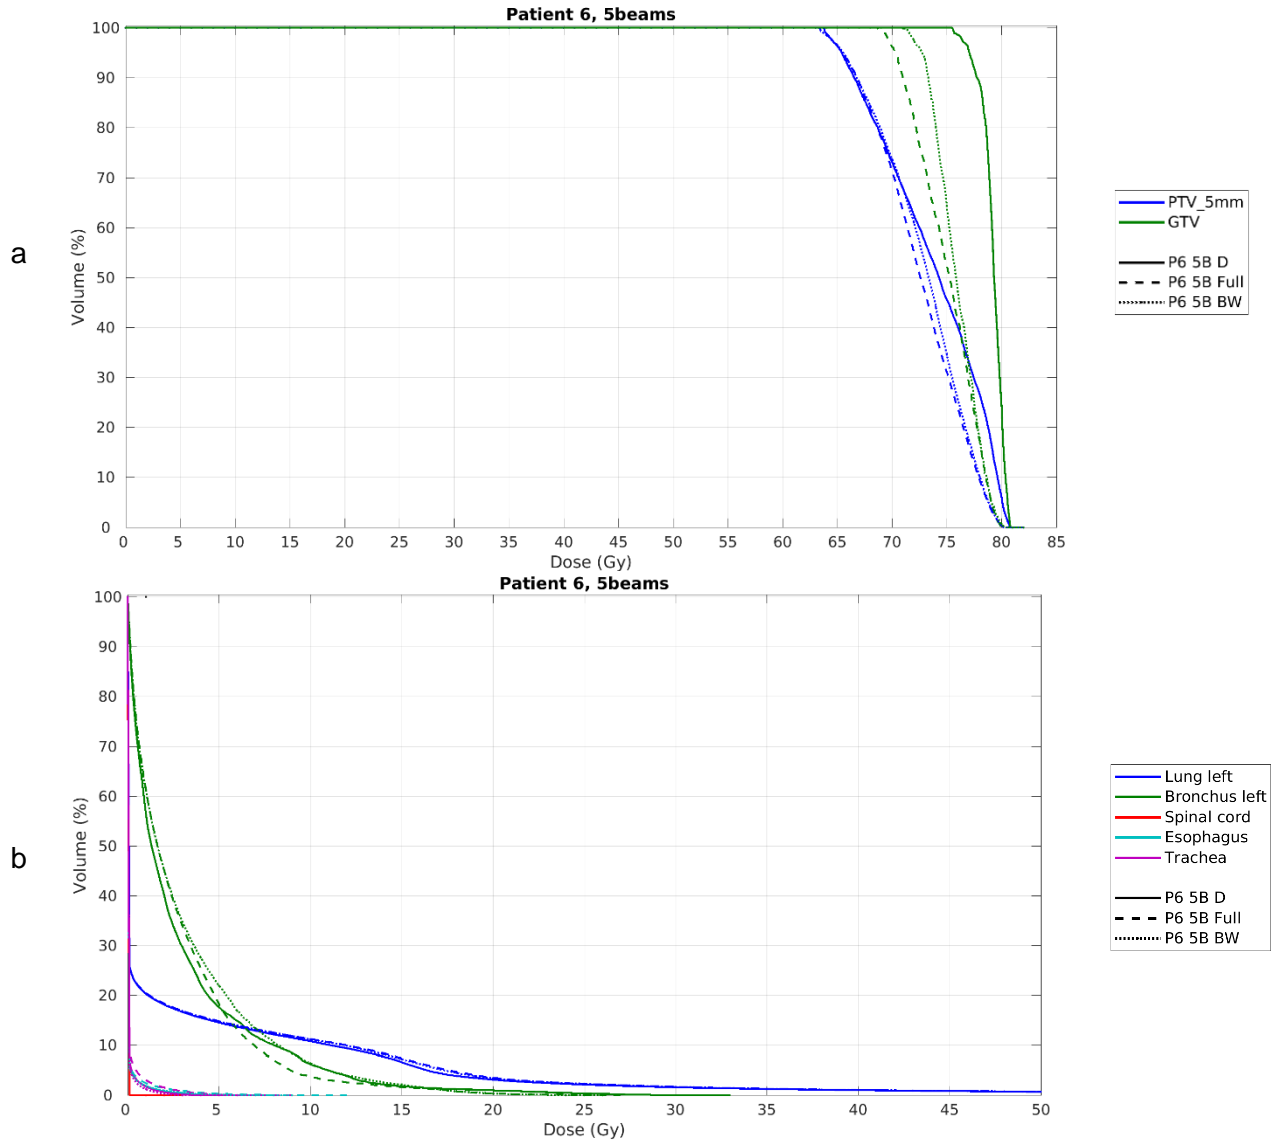 Patient 6, 5beams
100
90
80
70
60
50
40
30
20
10
0
Volume (%)
0 5 10 15 20 25 30 35 40 45 50 55 60 65 70 75 80 85
Dose (Gy)
a
PTV_5mm
GTV
P6 5B D
P6 5B Full
P6 5B BW
Patient 6, 5beams
100
90
80
70
60
50
40
30
20
10
0
Volume (%)
0 5 10 15 20 25 30 35 40 45 50
Dose (Gy)
b
Lung left
Bronchus left
Spinal cord
Esophagus
Trachea
P6 5B D
P6 5B Full
P6 5B BW